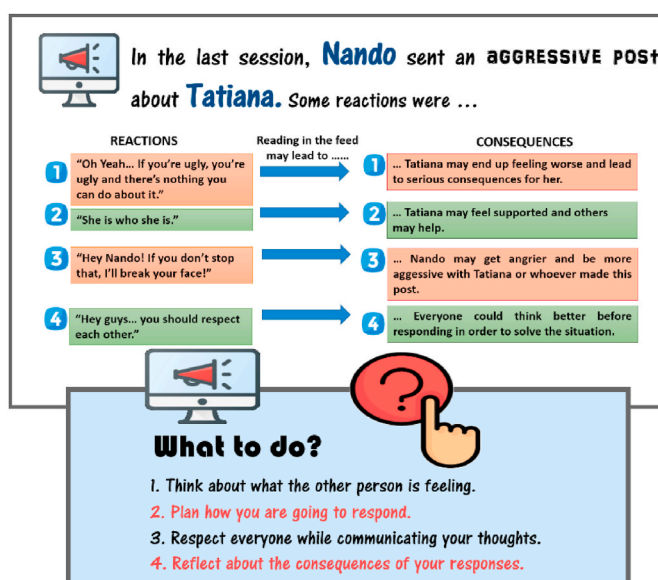 In the last session, Nando sent an AGGRESSIVE POST
about Tatiana. Some reactions were ...
REACTIONS
Reading in the feed
may lead to ......
CONSEQUENCES
1
"Oh Yeah... If you're ugly, you're
ugly and there's nothing you
can do about it."
1
... Tatiana may end up feeling worse and lead
to serious consequences for her.
2
"She is who she is."
2
... Tatiana may feel supported and others
may help.
3
"Hey Nando! If you don't stop
that, I'll break your face!"
3
... Nando may get angrier and be more
aggessive with Tatiana or whoever made this
post.
4
"Hey guys... you should respect
each other."
4
... Everyone could think better before
responding in order to solve the situation.
?
What to do?
1. Think about what the other person is feeling.
2. Plan how you are going to respond.
3. Respect everyone while communicating your thoughts.
4. Reflect about the consequences of your responses.